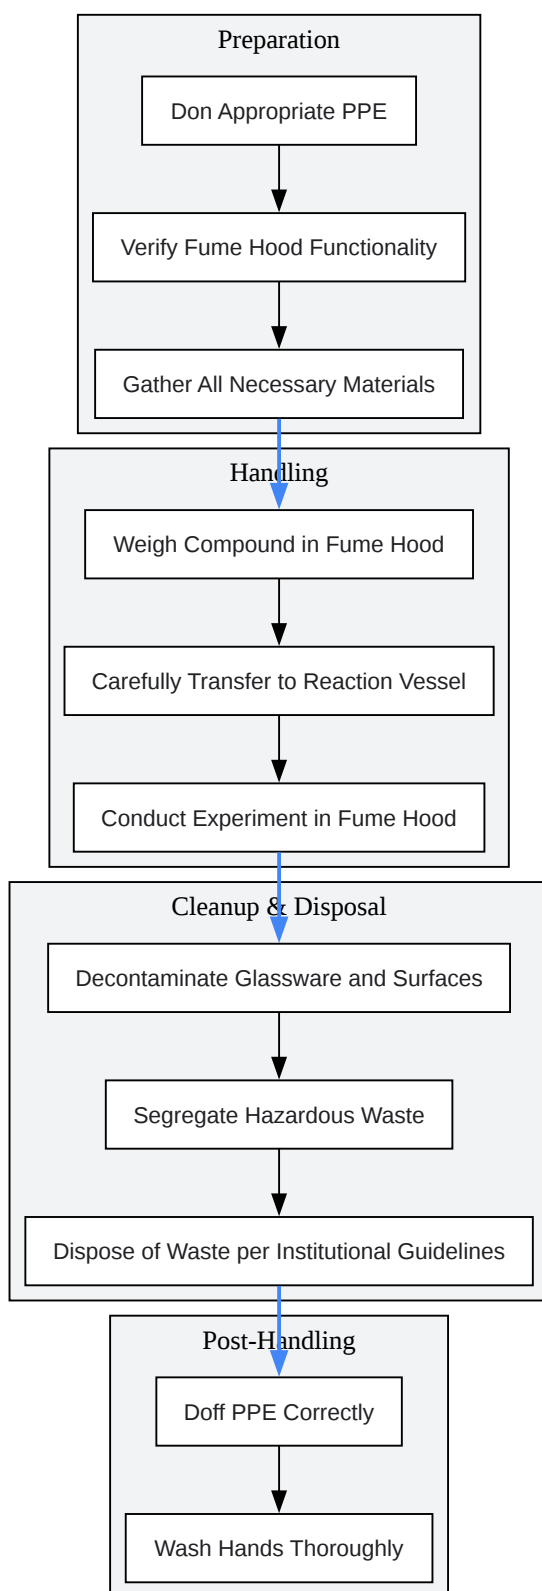 Preparation
Don Appropriate PPE
Verify Fume Hood Functionality
Gather All Necessary Materials
Handling
Weigh Compound in Fume Hood
Carefully Transfer to Reaction Vessel
Conduct Experiment in Fume Hood
Cleanup & Disposal
Decontaminate Glassware and Surfaces
Segregate Hazardous Waste
Dispose of Waste per Institutional Guidelines
Post-Handling
Doff PPE Correctly
Wash Hands Thoroughly